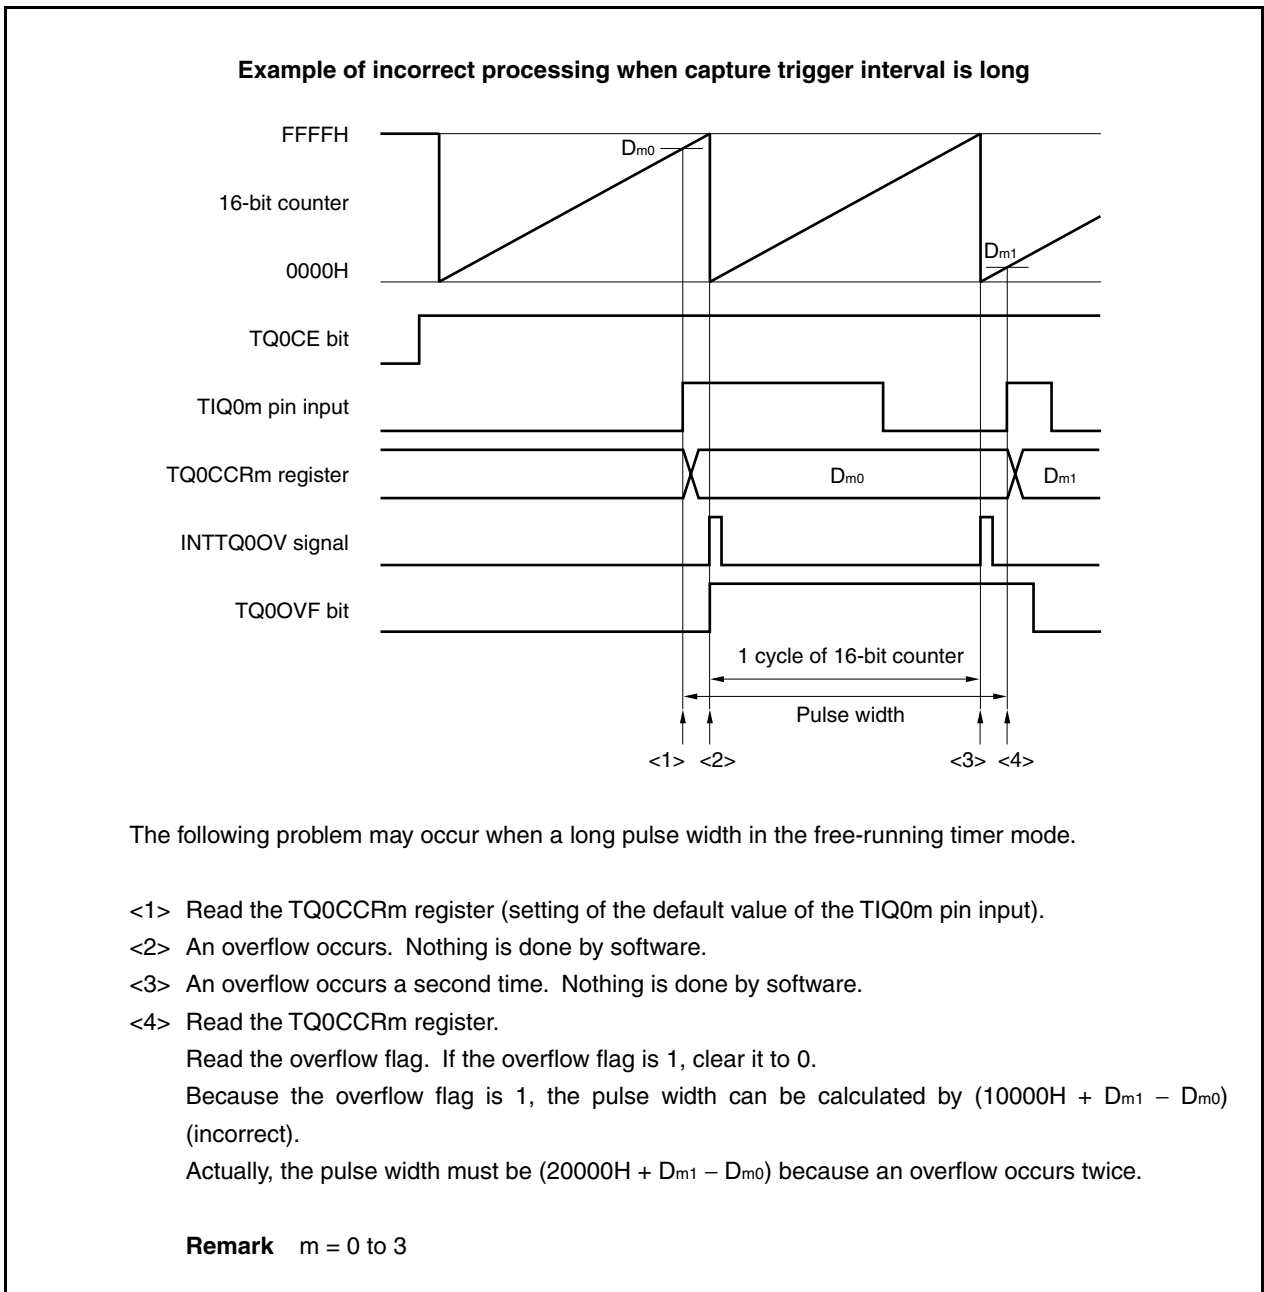 Example of incorrect processing when capture trigger interval is long
FFFFH
Dm0
16-bit counter
Dm1
0000H
TQ0CE bit
TIQ0m pin input
TQ0CCRm register
Dm0
Dm1
INTTQ0OV signal
TQ0OVF bit
1 cycle of 16-bit counter
Pulse width
<1> <2> <3> <4>
The following problem may occur when a long pulse width in the free-running timer mode.
<1> Read the TQ0CCRm register (setting of the default value of the TIQ0m pin input).
<2> An overflow occurs. Nothing is done by software.
<3> An overflow occurs a second time. Nothing is done by software.
<4> Read the TQ0CCRm register.
Read the overflow flag. If the overflow flag is 1, clear it to 0.
Because the overflow flag is 1, the pulse width can be calculated by (10000H + Dm1 − Dm0)
(incorrect).
Actually, the pulse width must be (20000H + Dm1 − Dm0) because an overflow occurs twice.
Remark m = 0 to 3